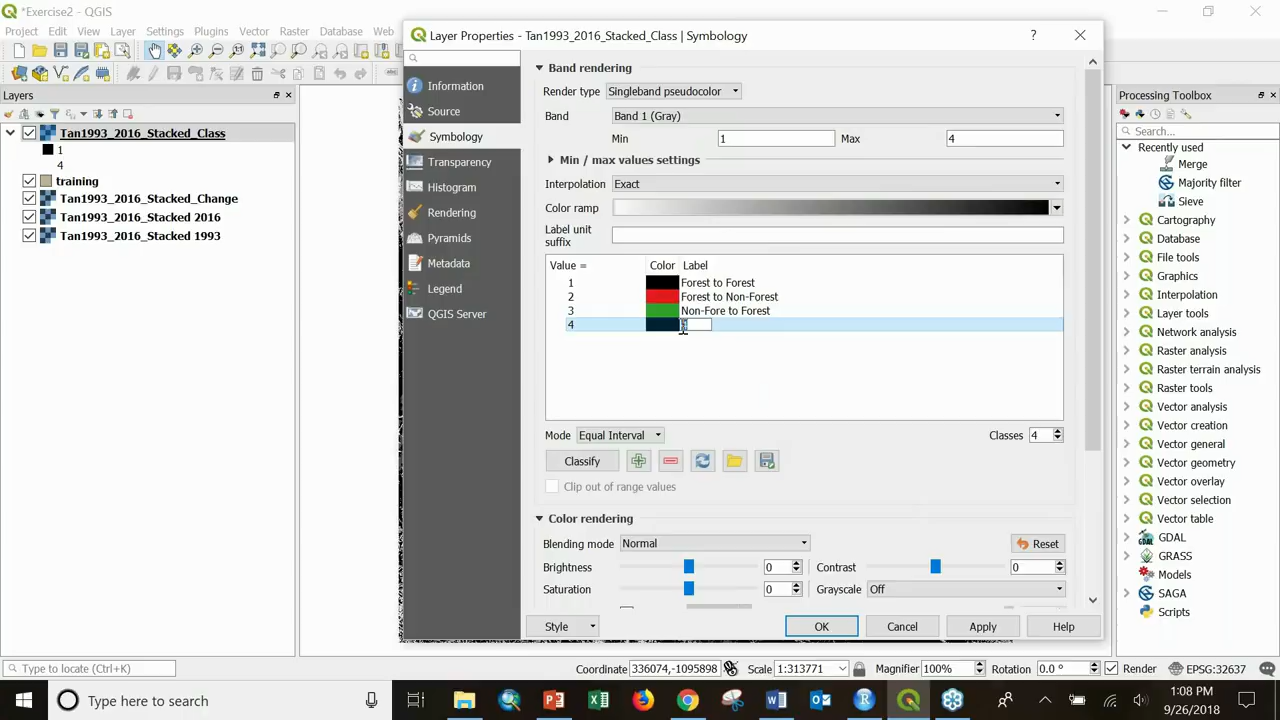 *Exercise2 - QGIS
Project Edit View Layer Settings Plugins Vector Raster Database Web
Layers
Tan1993_2016_Stacked_Class
1
4
training
Tan1993_2016_Stacked_Change
Tan1993_2016_Stacked 2016
Tan1993_2016_Stacked 1993
Layer Properties - Tan1993_2016_Stacked_Class | Symbology
?
Information
Source
Symbology
Transparency
Histogram
Rendering
Pyramids
Metadata
Legend
QGIS Server
Band rendering
Render type Singleband pseudocolor
Band Band 1 (Gray)
Min 1 Max 4
Min / max values settings
Interpolation Exact
Color ramp
Label unit suffix
Value = Color Label
1 Forest to Forest
2 Forest to Non-Forest
3 Non-Fore to Forest
4
Mode Equal Interval Classes 4
Classify
Clip out of range values
Color rendering
Blending mode Normal Reset
Brightness 0 Contrast 0
Saturation 0 Grayscale Off
Style OK Cancel Apply Help
Processing Toolbox
Search...
Recently used
Merge
Majority filter
Sieve
Cartography
Database
File tools
Graphics
Interpolation
Layer tools
Network analysis
Raster analysis
Raster terrain analysis
Raster tools
Vector analysis
Vector creation
Vector general
Vector geometry
Vector overlay
Vector selection
Vector table
GDAL
GRASS
Models
SAGA
Scripts
Type to locate (Ctrl+K) Coordinate 336074,-1095898 Scale 1:313771 Magnifier 100% Rotation 0.0 ° Render EPSG:32637
Type here to search
1:08 PM
9/26/2018